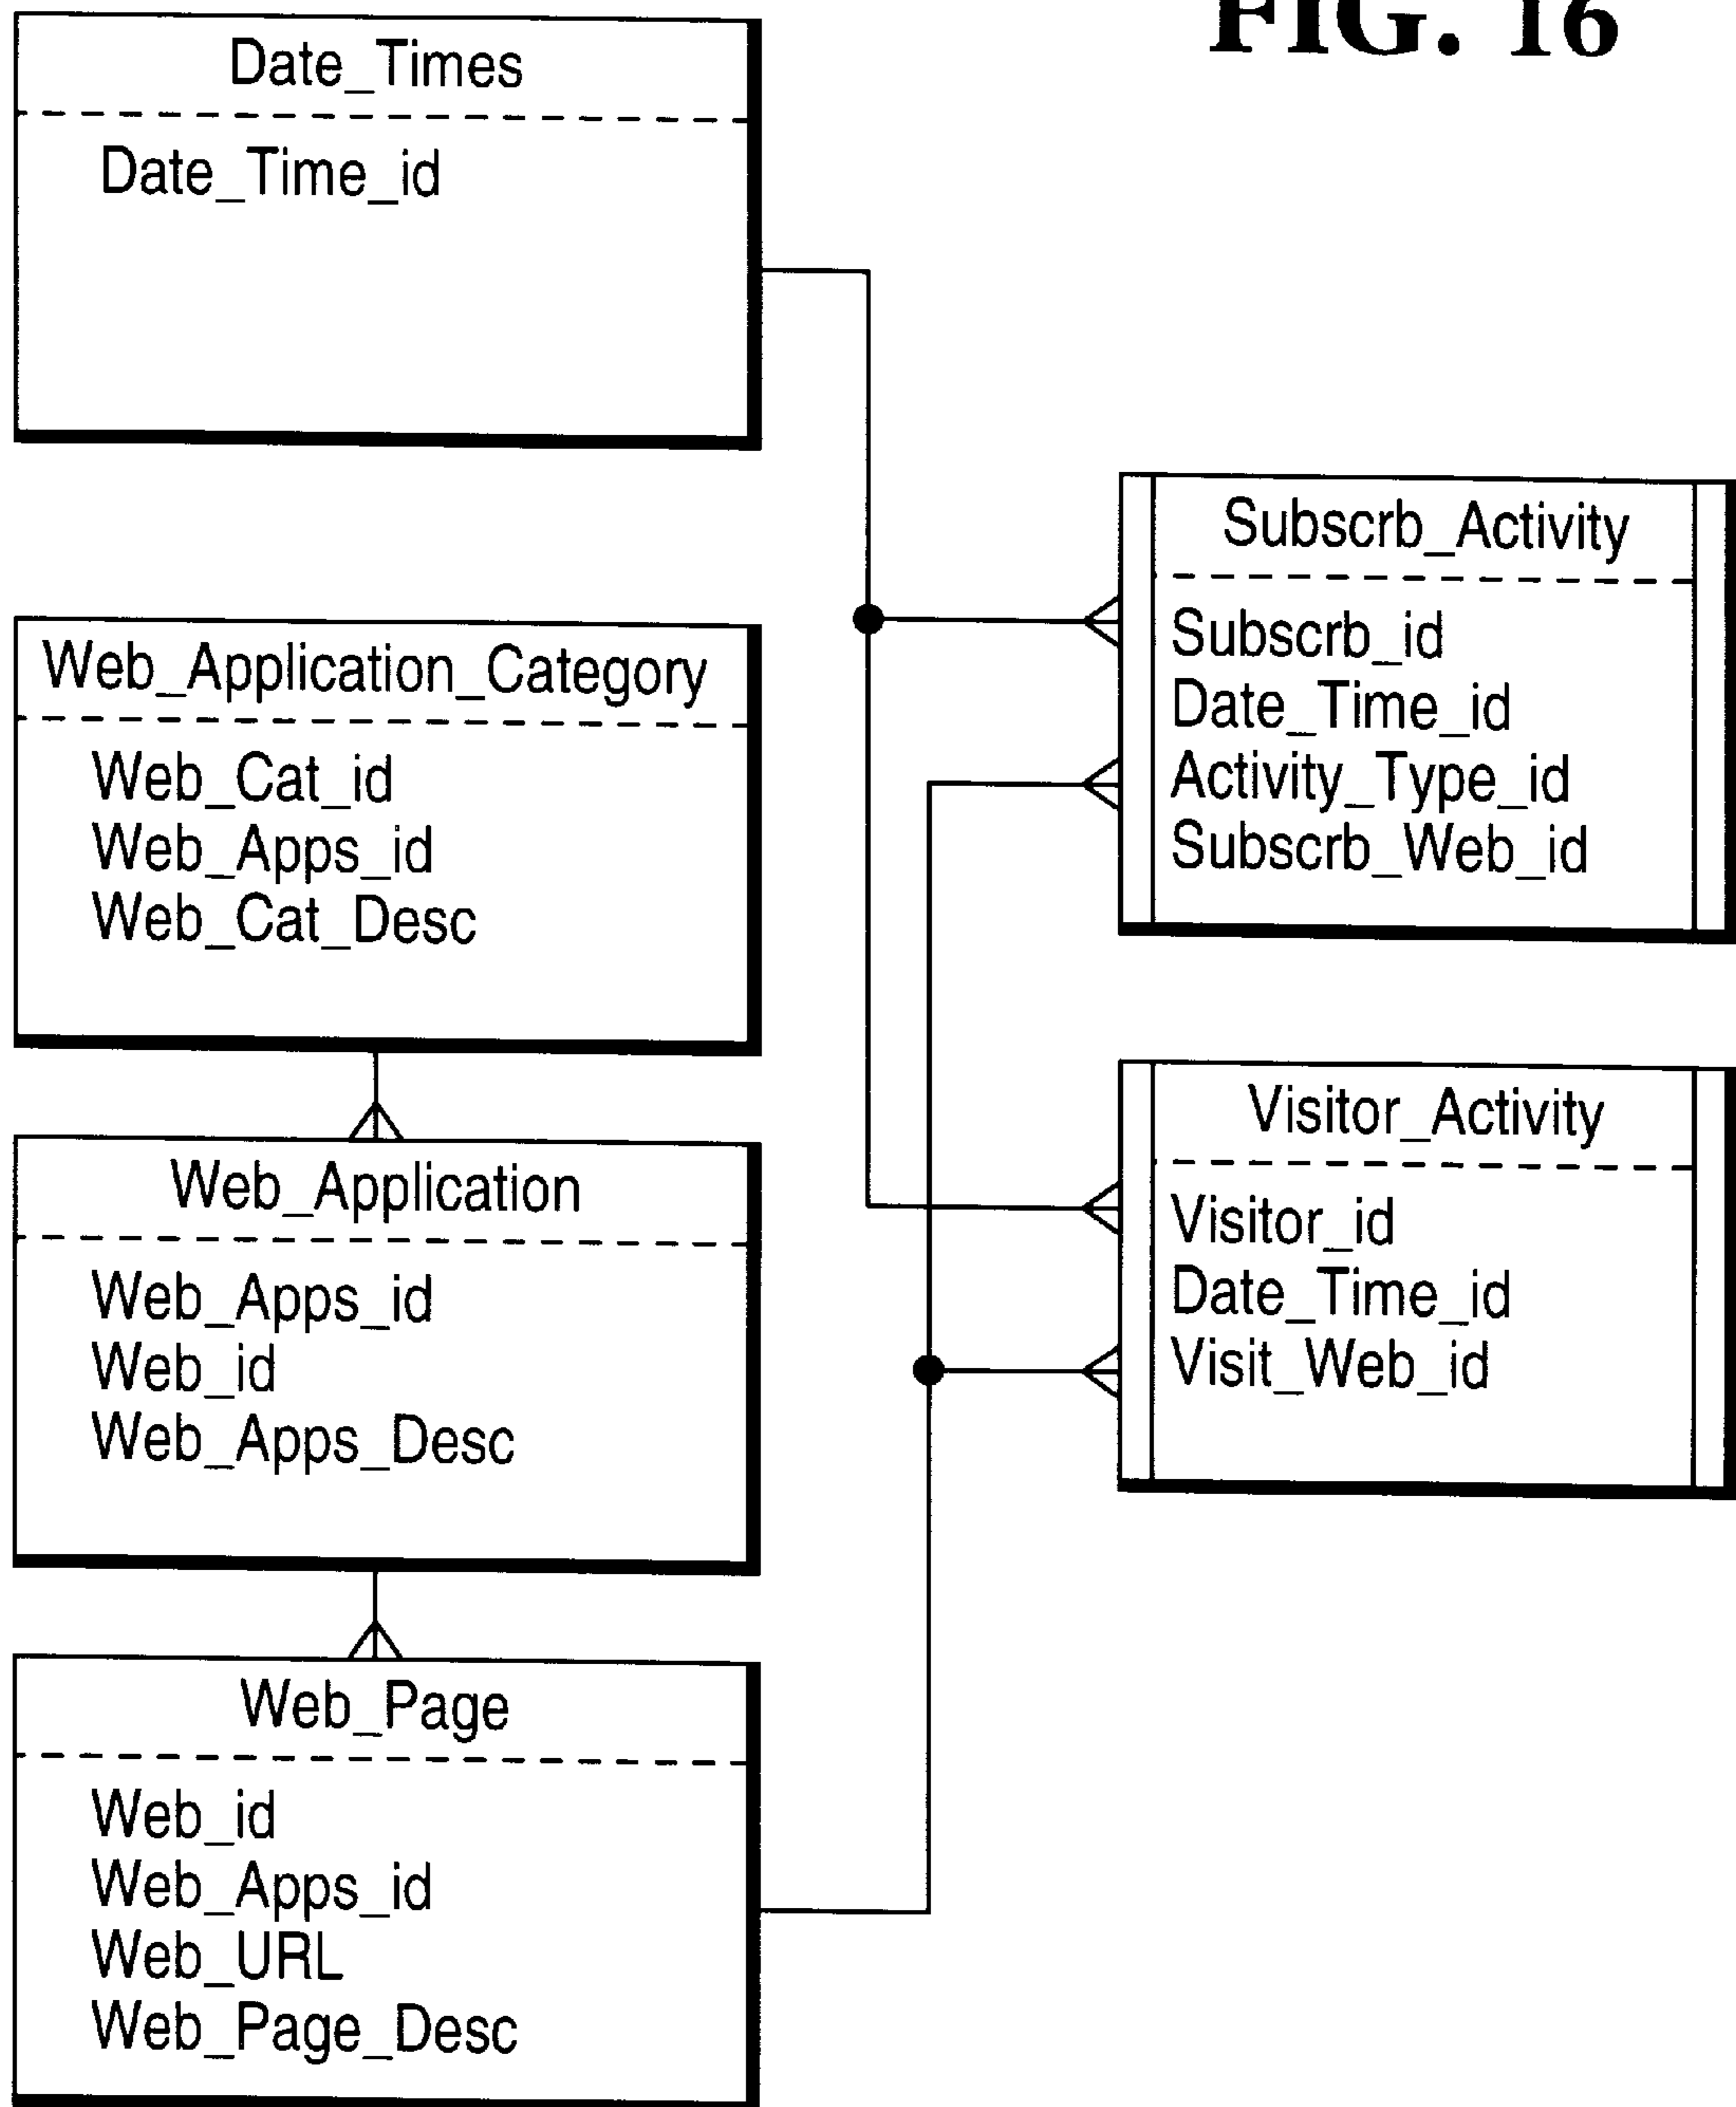 FIG. 16
Date_Times
Date_Time_id
Web_Application_Category
Web_Cat_id
Web_Apps_id
Web_Cat_Desc
Web_Application
Web_Apps_id
Web_id
Web_Apps_Desc
Web_Page
Web_id
Web_Apps_id
Web_URL
Web_Page_Desc
Subscrb_Activity
Subscrb_id
Date_Time_id
Activity_Type_id
Subscrb_Web_id
Visitor_Activity
Visitor_id
Date_Time_id
Visit_Web_id